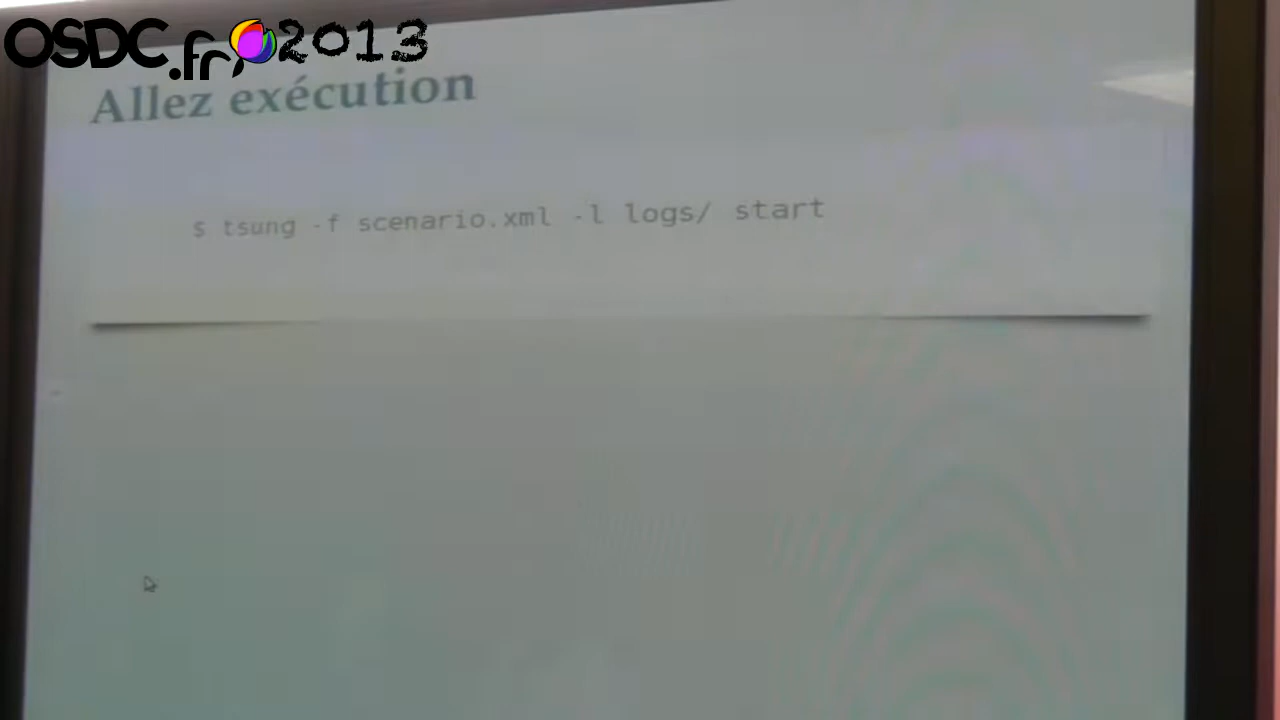 OSDC.fr, 2013
Allez exécution
$ tsung -f scenario.xml -l logs/ start